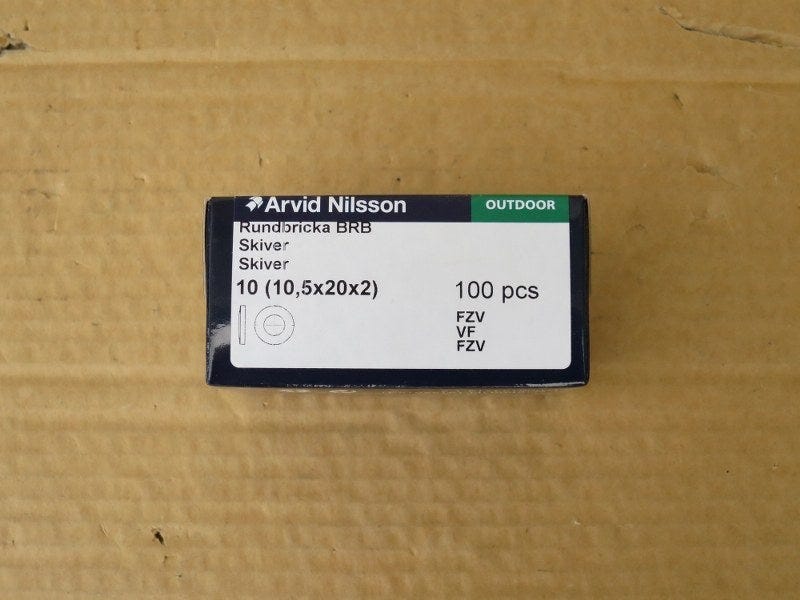 Arvid Nilsson OUTDOOR
Rundbricka BRB
Skiver
Skiver
10 (10,5x20x2) 100 pcs
FZV
VF
FZV